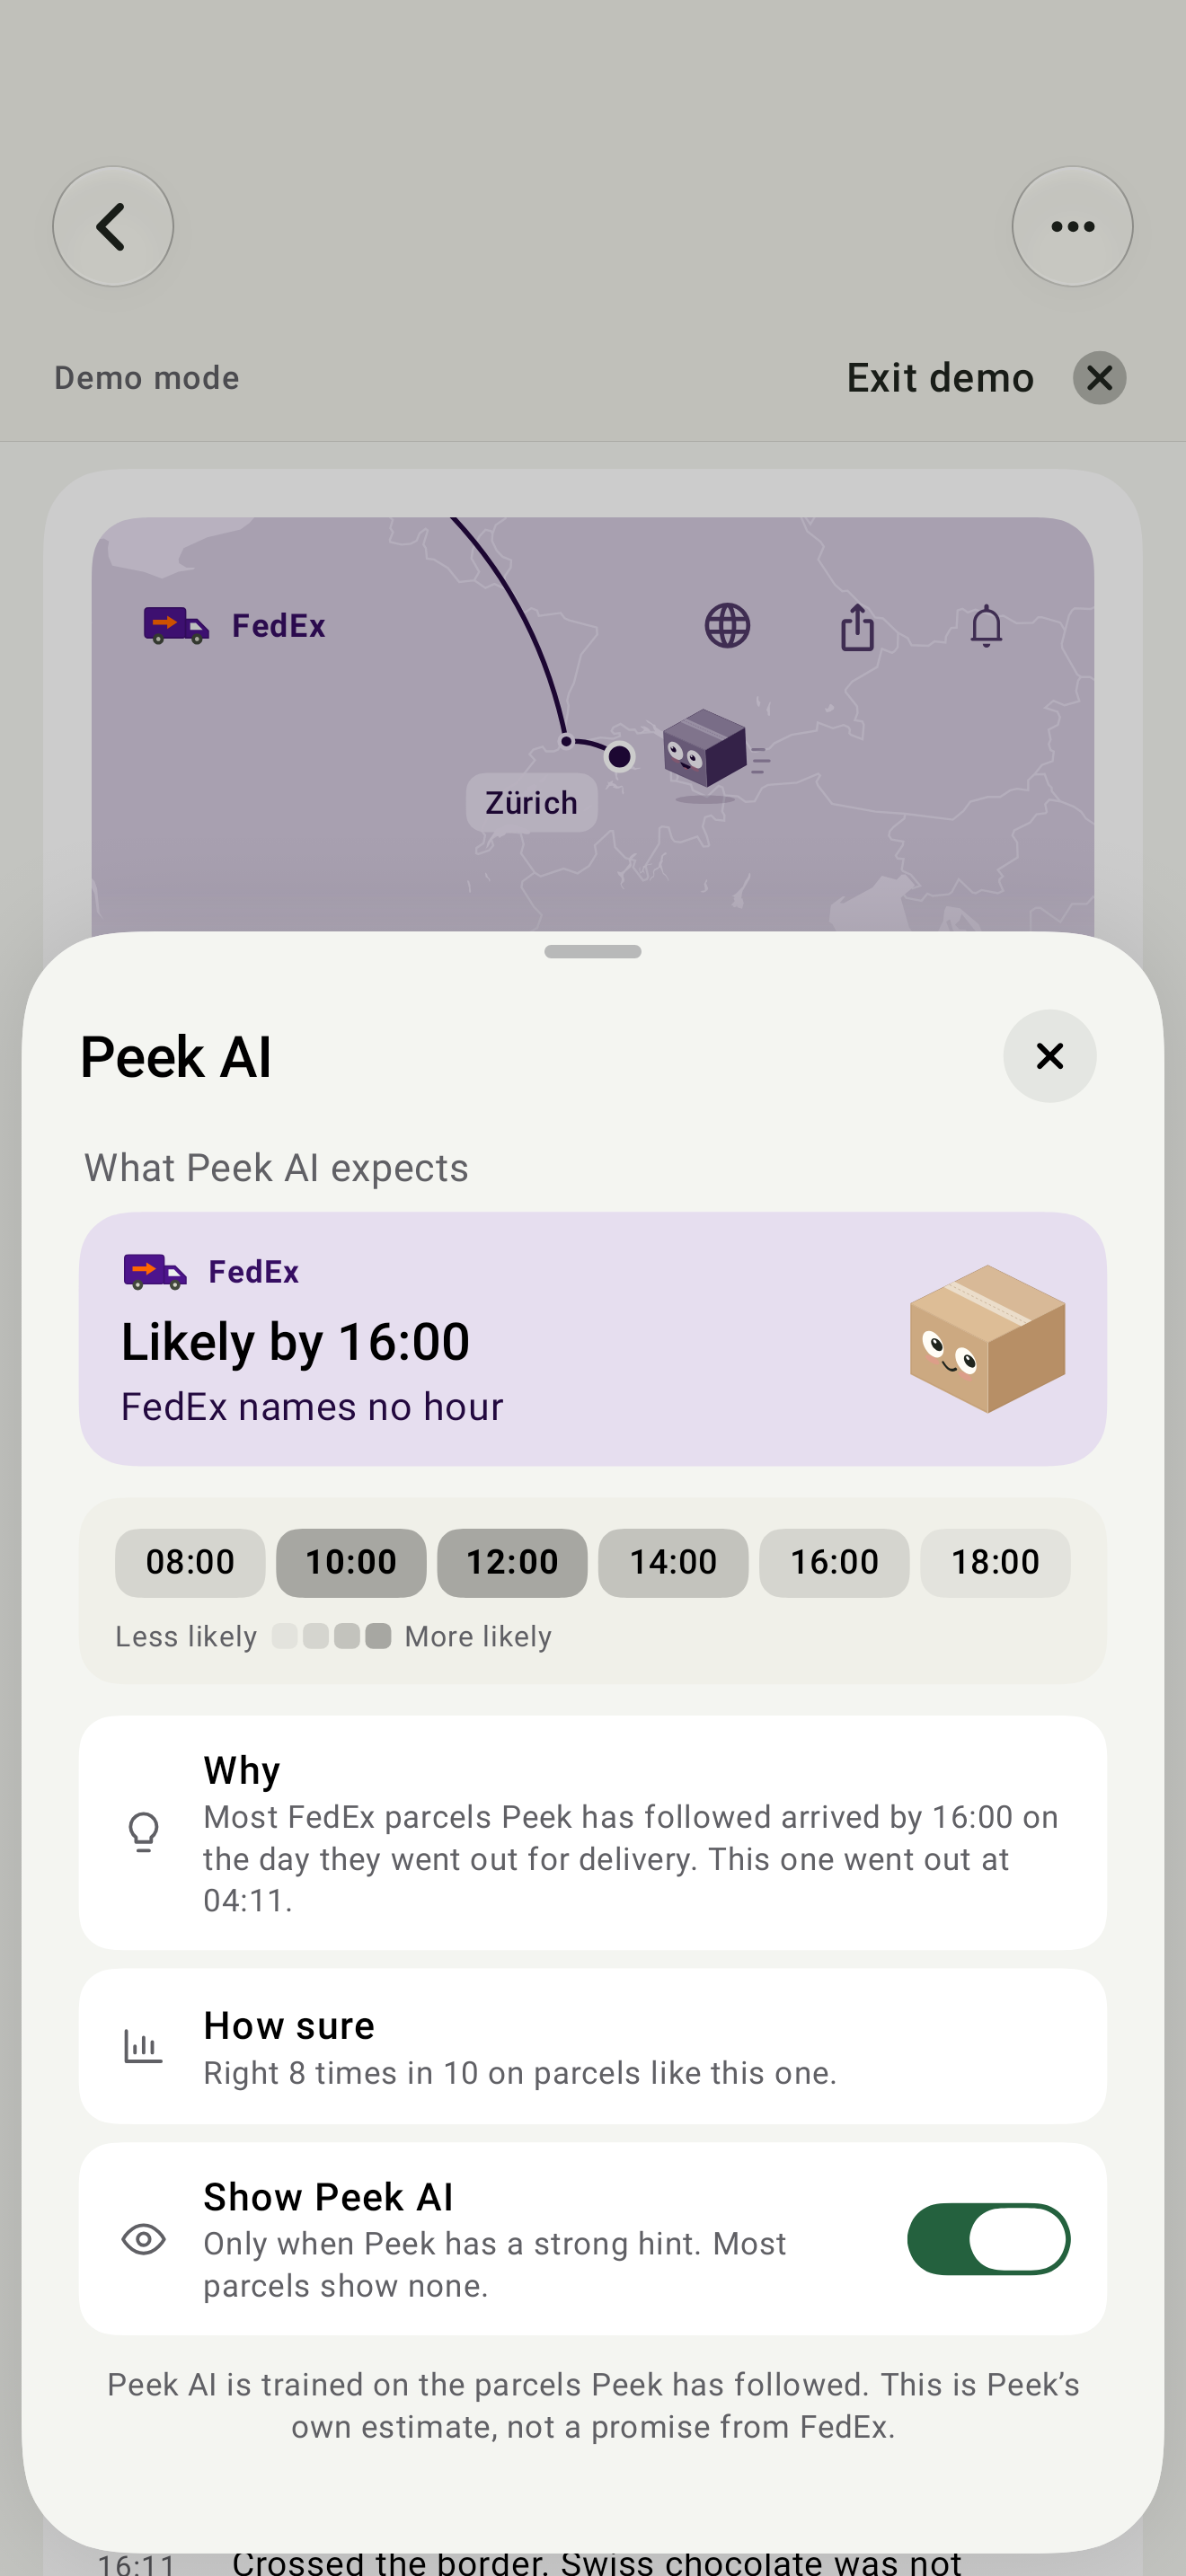 Demo mode
Exit demo
FedEx
Zürich
Peek AI
What Peek AI expects
FedEx
Likely by 16:00
FedEx names no hour
08:00 10:00 12:00 14:00 16:00 18:00
Less likely More likely
Why
Most FedEx parcels Peek has followed arrived by 16:00 on
the day they went out for delivery. This one went out at
04:11.
How sure
Right 8 times in 10 on parcels like this one.
Show Peek AI
Only when Peek has a strong hint. Most
parcels show none.
Peek AI is trained on the parcels Peek has followed. This is Peek’s
own estimate, not a promise from FedEx.
16:11 Crossed the border. Swiss chocolate was not